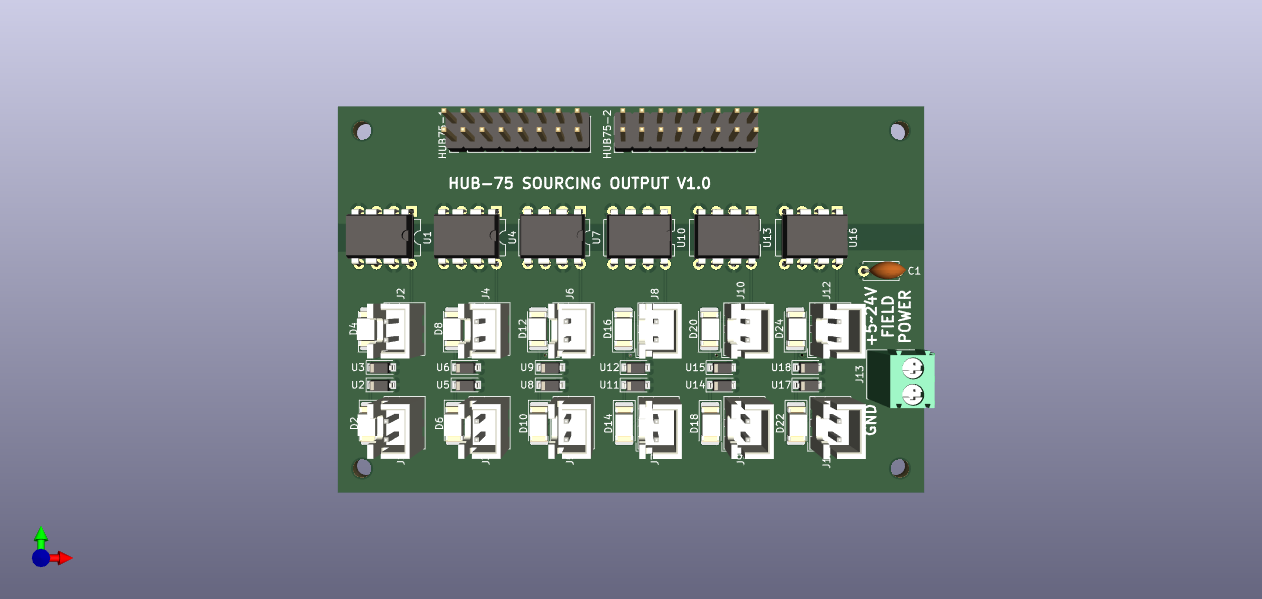 HUB75-1
HUB75-2
HUB-75 SOURCING OUTPUT V1.0
U1
U4
U7
U10
U13
U16
C1
J2
J4
J6
J8
J10
J12
+5~24V
FIELD
POWER
D4
D8
D12
D16
D20
D24
U3
U6
U9
U12
U15
U18
J13
U2
U5
U8
U11
U14
U17
D2
D6
D10
D14
D18
D22
GND